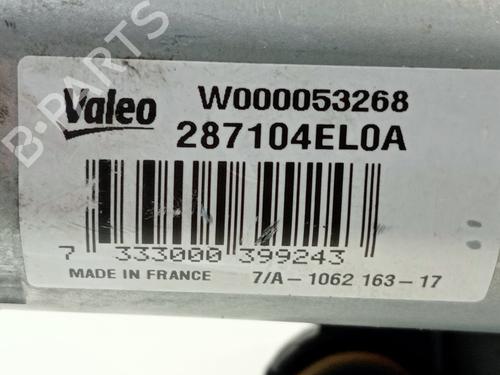 B-PARTS
Valeo W000053268
287104EL0A
7 333000 399243
MADE IN FRANCE 7/A-1062 163-17